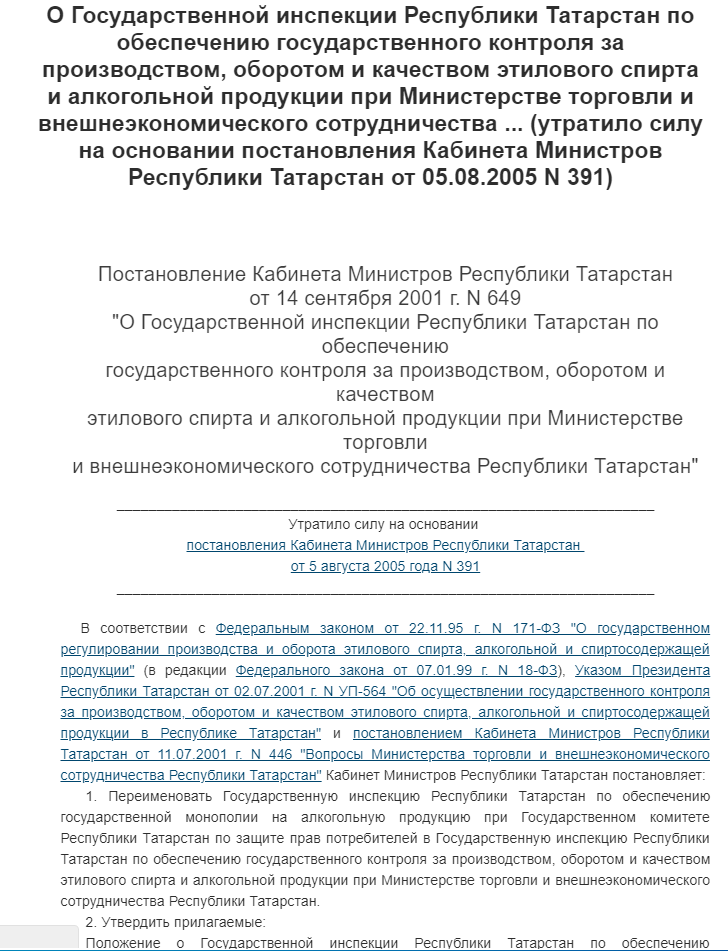 О Государственной инспекции Республики Татарстан по
обеспечению государственного контроля за
производством, оборотом и качеством этилового спирта
и алкогольной продукции при Министерстве торговли и
внешнеэкономического сотрудничества ... (утратило силу
на основании постановления Кабинета Министров
Республики Татарстан от 05.08.2005 N 391)
Постановление Кабинета Министров Республики Татарстан
от 14 сентября 2001 г. N 649
"О Государственной инспекции Республики Татарстан по
обеспечению
государственного контроля за производством, оборотом и
качеством
этилового спирта и алкогольной продукции при Министерстве
торговли
и внешнеэкономического сотрудничества Республики Татарстан"
Утратило силу на основании
постановления Кабинета Министров Республики Татарстан
от 5 августа 2005 года N 391
В соответствии с Федеральным законом от 22.11.95 г. N 171-ФЗ "О государственном
регулировании производства и оборота этилового спирта, алкогольной и спиртосодержащей
продукции" (в редакции Федерального закона от 07.01.99 г. N 18-ФЗ), Указом Президента
Республики Татарстан от 02.07.2001 г. N УП-564 "Об осуществлении государственного контроля
за производством, оборотом и качеством этилового спирта, алкогольной и спиртосодержащей
продукции в Республике Татарстан" и постановлением Кабинета Министров Республики
Татарстан от 11.07.2001 г. N 446 "Вопросы Министерства торговли и внешнеэкономического
сотрудничества Республики Татарстан" Кабинет Министров Республики Татарстан постановляет:
1. Переименовать Государственную инспекцию Республики Татарстан по обеспечению
государственной монополии на алкогольную продукцию при Государственном комитете
Республики Татарстан по защите прав потребителей в Государственную инспекцию Республики
Татарстан по обеспечению государственного контроля за производством, оборотом и качеством
этилового спирта и алкогольной продукции при Министерстве торговли и внешнеэкономического
сотрудничества Республики Татарстан.
2. Утвердить прилагаемые:
Положение о Государственной инспекции Республики Татарстан по обеспечению